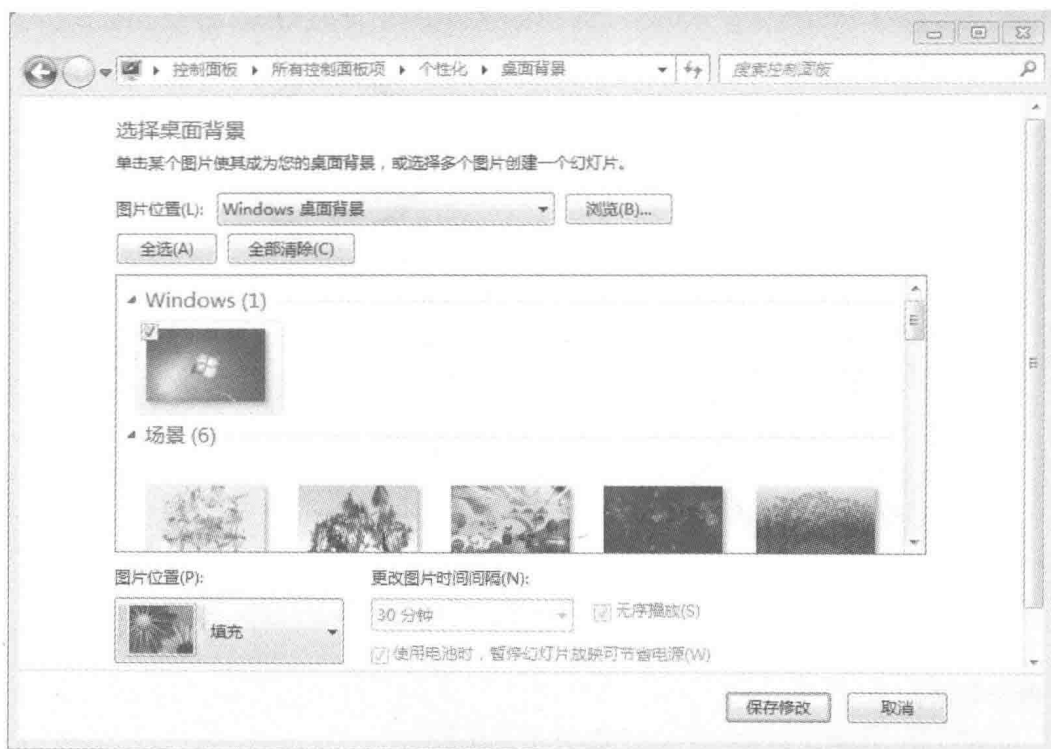 控制面板 ▸ 所有控制面板项 ▸ 个性化 ▸ 桌面背景
搜索控制面板
选择桌面背景
单击某个图片使其成为您的桌面背景，或选择多个图片创建一个幻灯片。
图片位置(L): Windows 桌面背景 浏览(B)...
全选(A) 全部清除(C)
Windows (1)
场景 (6)
图片位置(P): 更改图片时间间隔(N):
填充 30 分钟 无序播放(S)
使用电池时，暂停幻灯片放映可节省电源(W)
保存修改 取消